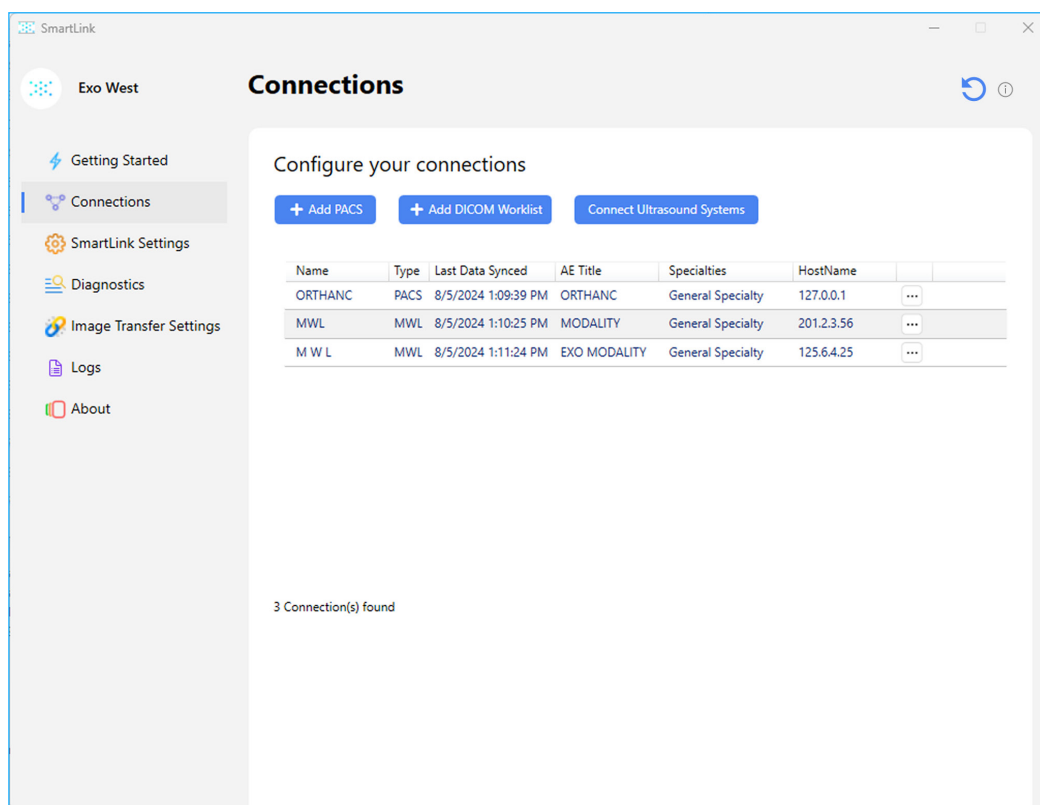 SmartLink
Exo West
Connections
Getting Started
Connections
SmartLink Settings
Diagnostics
Image Transfer Settings
Logs
About
Configure your connections
Add PACS Add DICOM Worklist Connect Ultrasound Systems
Name Type Last Data Synced AE Title Specialties HostName
ORTHANC PACS 8/5/2024 1:09:39 PM ORTHANC General Specialty 127.0.0.1
MWL MWL 8/5/2024 1:10:25 PM MODALITY General Specialty 201.2.3.56
M W L MWL 8/5/2024 1:11:24 PM EXO MODALITY General Specialty 125.6.4.25
3 Connection(s) found